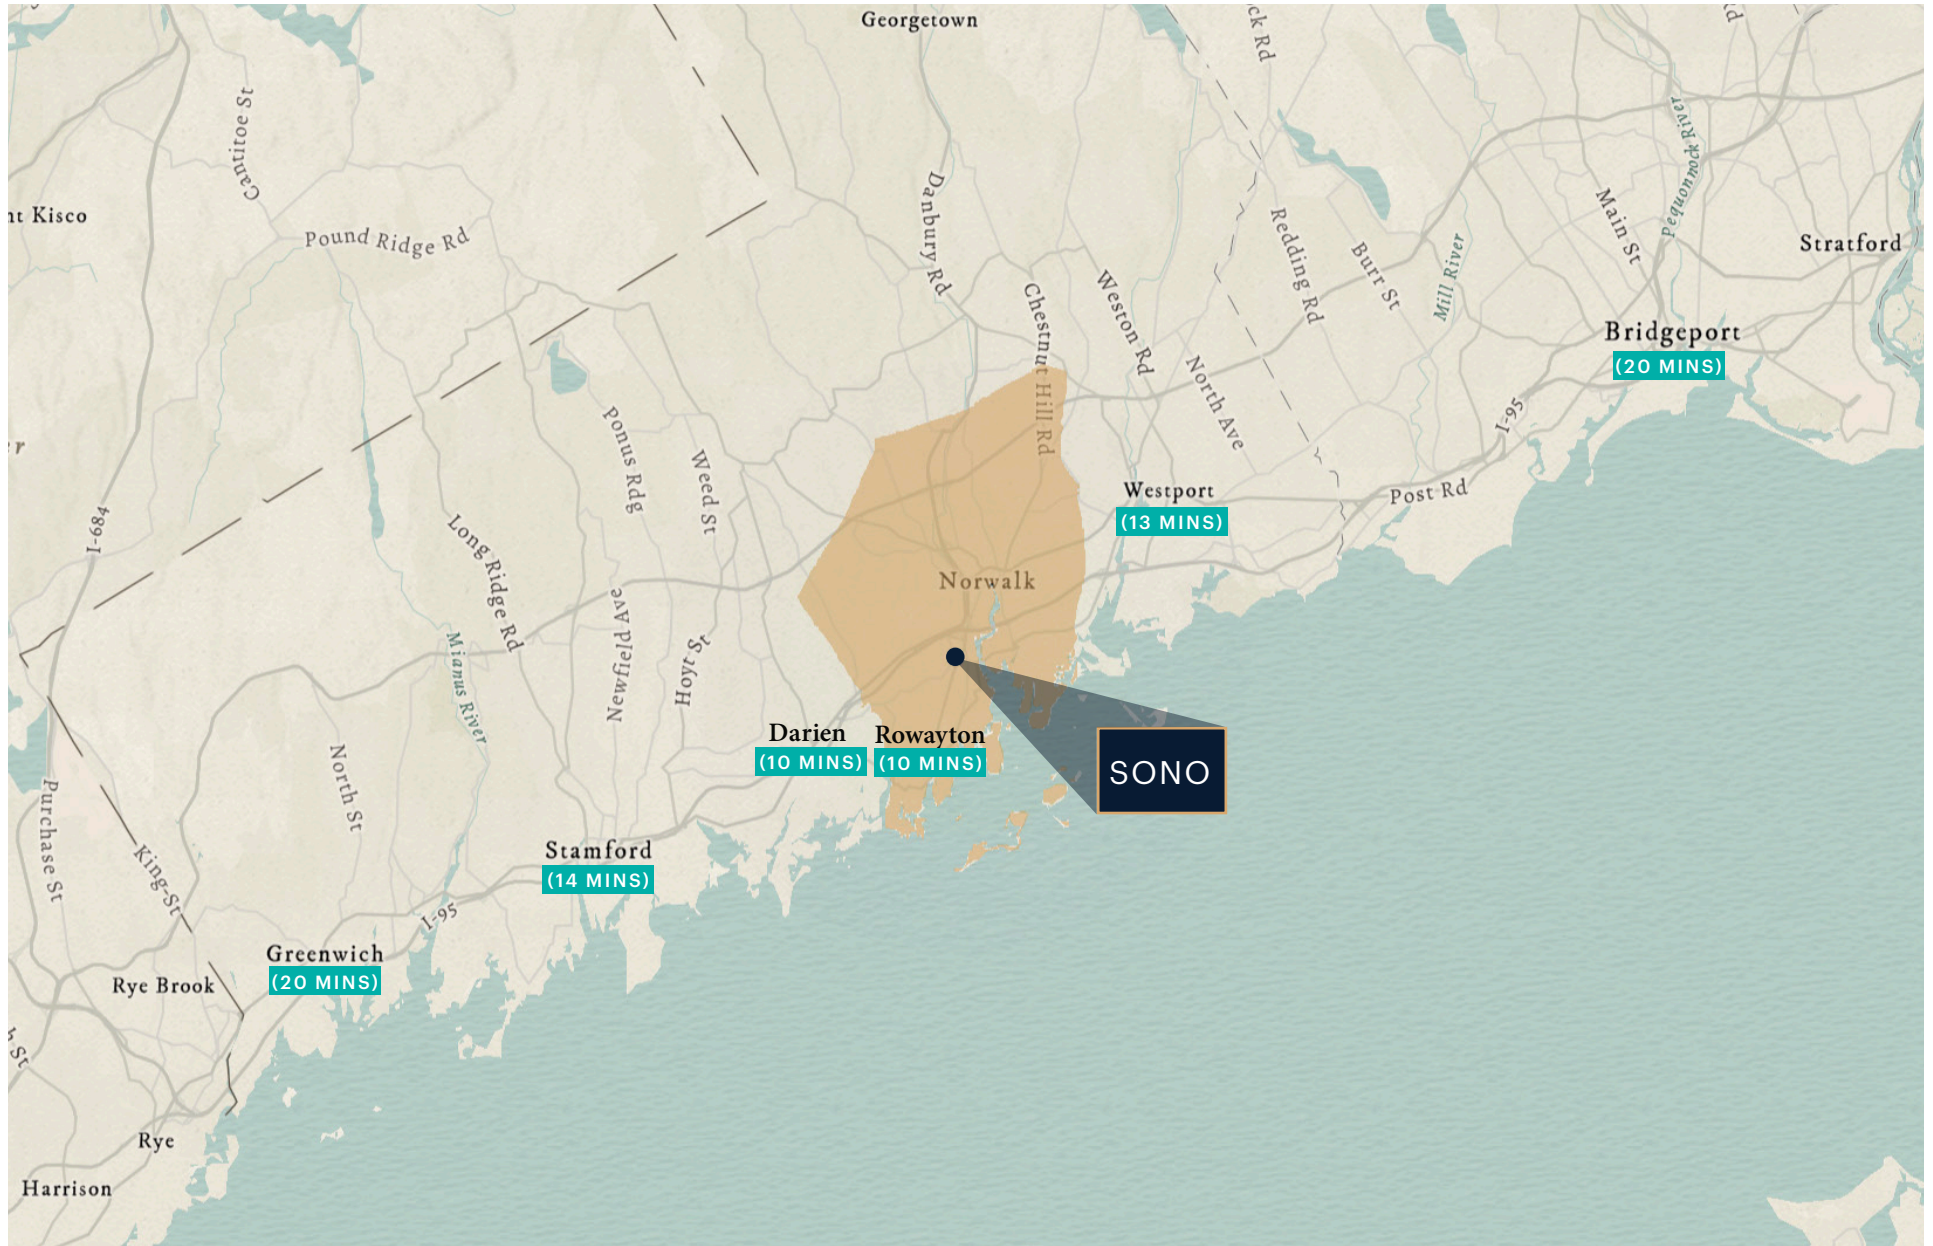 Georgetown
ck Rd
Cantitoe St
nt Kisco
Pound Ridge Rd
Danbury Rd
Chestnut Hill Rd
Weston Rd
Redding Rd
Burr St
Mill River
Main St
Pequonnock River
Stratford
Bridgeport
(20 MINS)
North Ave
I-95
Post Rd
Westport
(13 MINS)
Ponus Rdg
Weed St
I-684
Long Ridge Rd
Norwalk
Newfield Ave
Hoyt St
Mianus River
Darien
(10 MINS)
Rowayton
(10 MINS)
SONO
North St
Purchase St
King-St
Stamford
(14 MINS)
I-95
Greenwich
(20 MINS)
Rye Brook
h St
Rye
Harrison